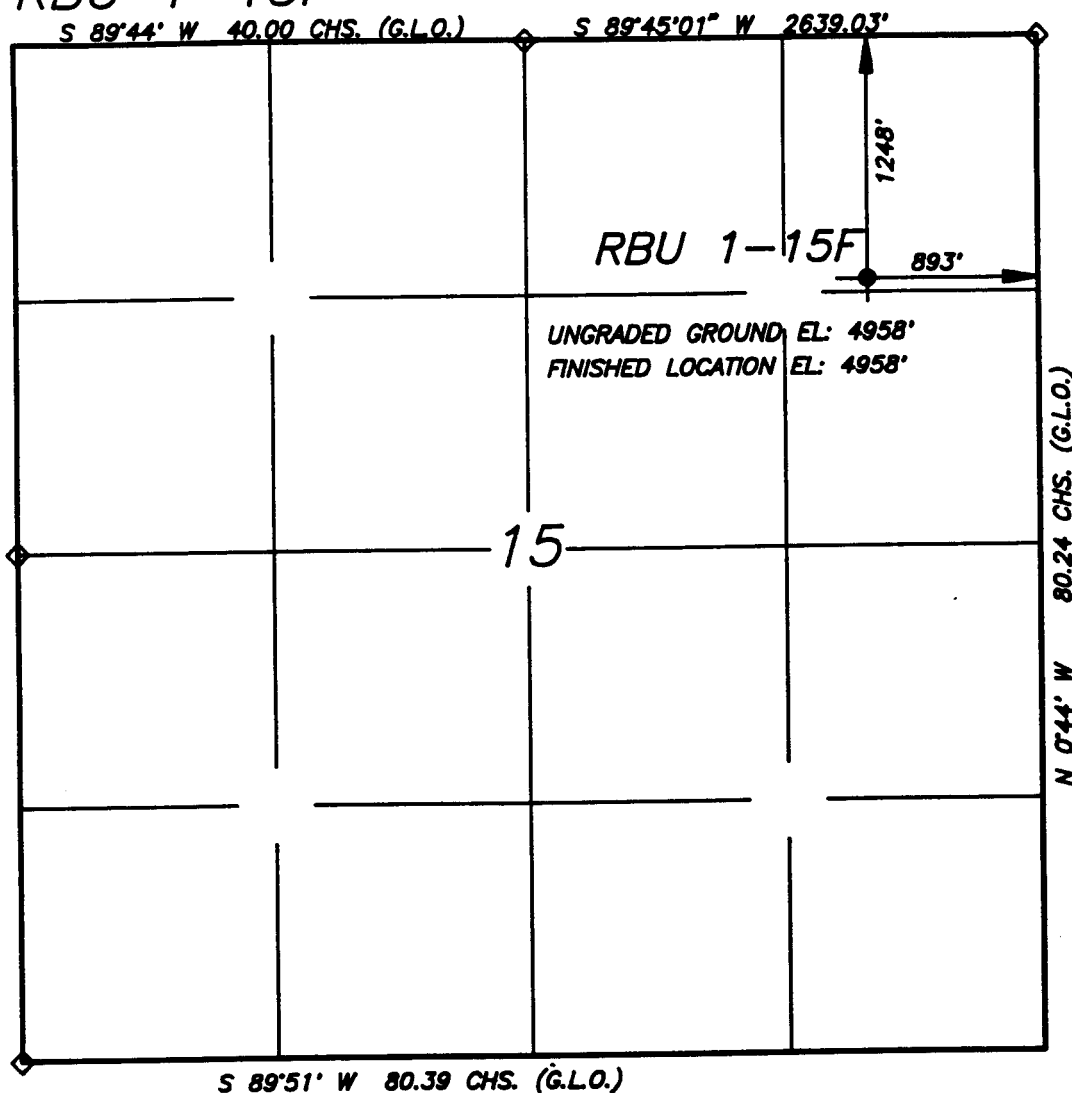 S 89°44' W 40.00 CHS. (G.L.O.)
S 89°45'01" W 2639.03'
1248'
RBU 1-15F
893'
UNGRADED GROUND EL: 4958'
FINISHED LOCATION EL: 4958'
15
N 0°44' W 80.24 CHS. (G.L.O.)
S 89°51' W 80.39 CHS. (G.L.O.)